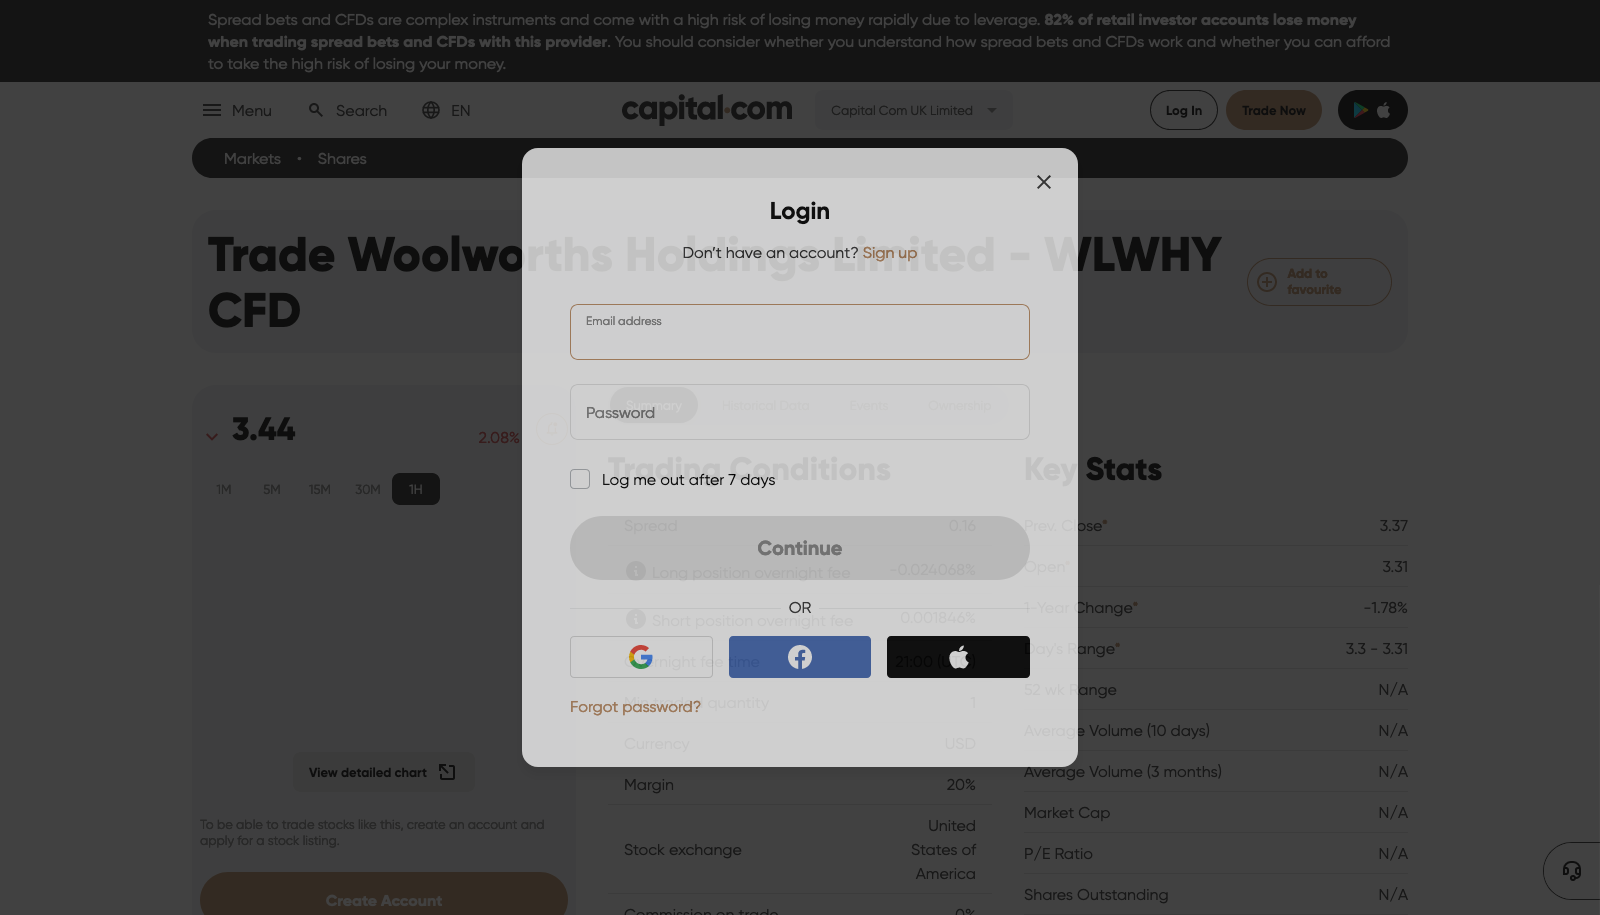 Spread bets and CFDs are complex instruments and come with a high risk of losing money rapidly due to leverage. 82% of retail investor accounts lose money
when trading spread bets and CFDs with this provider. You should consider whether you understand how spread bets and CFDs work and whether you can afford
to take the high risk of losing your money.
Menu
Search
EN
capital.com
Capital Com UK Limited
Log In
Trade Now
Markets • Shares
Trade Woolworths Holdings Limited - WLWHY
CFD
Add to
favourite
Login
Don't have an account? Sign up
Email address
Password
Log me out after 7 days
Continue
OR
Forgot password?
3.44
2.08%
1M
5M
15M
30M
1H
View detailed chart
To be able to trade stocks like this, create an account and
apply for a stock listing.
Create Account
Summary
Historical Data
Events
Trading Conditions
Spread 0.16
Long position overnight fee -0.024068%
Short position overnight fee 0.001846%
Overnight fee time 21:00 (UTC)
quantity 1
Currency USD
Margin 20%
Stock exchange
United
States of
America
Commission on trade 0%
Key Stats
Prev. Close* 3.37
Open* 3.31
1-Year Change* -1.78%
Day's Range* 3.3 - 3.31
52 wk Range N/A
Average Volume (10 days) N/A
Average Volume (3 months) N/A
Market Cap N/A
P/E Ratio N/A
Shares Outstanding N/A